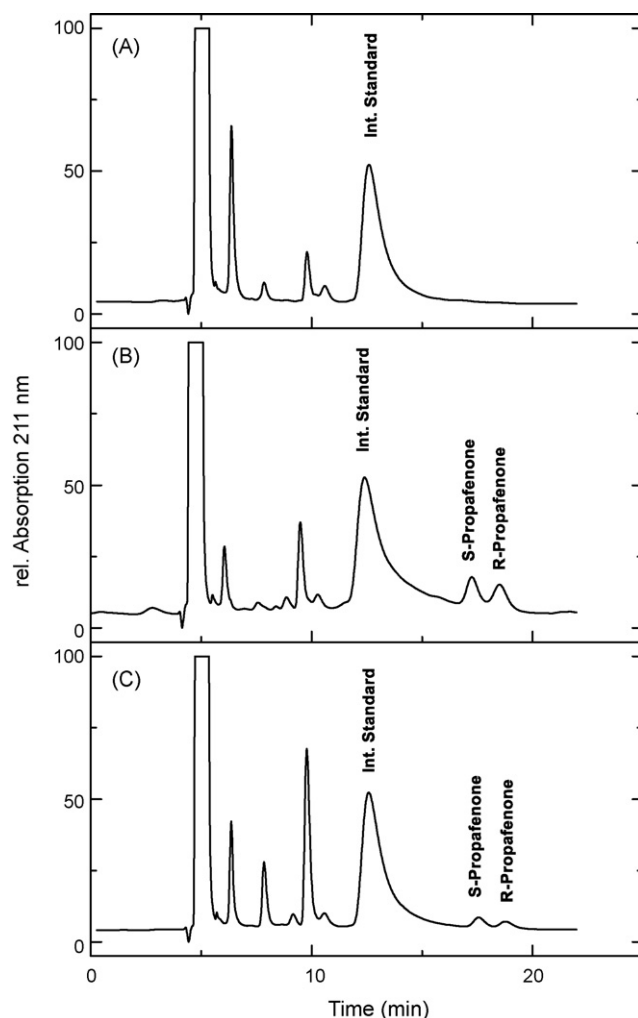 100
(A)
Int. Standard
50
0
100
(B)
Int. Standard
S-Propafenone
R-Propafenone
50
0
rel. Absorption 211 nm
100
(C)
Int. Standard
S-Propafenone
R-Propafenone
50
0
0
10
20
Time (min)